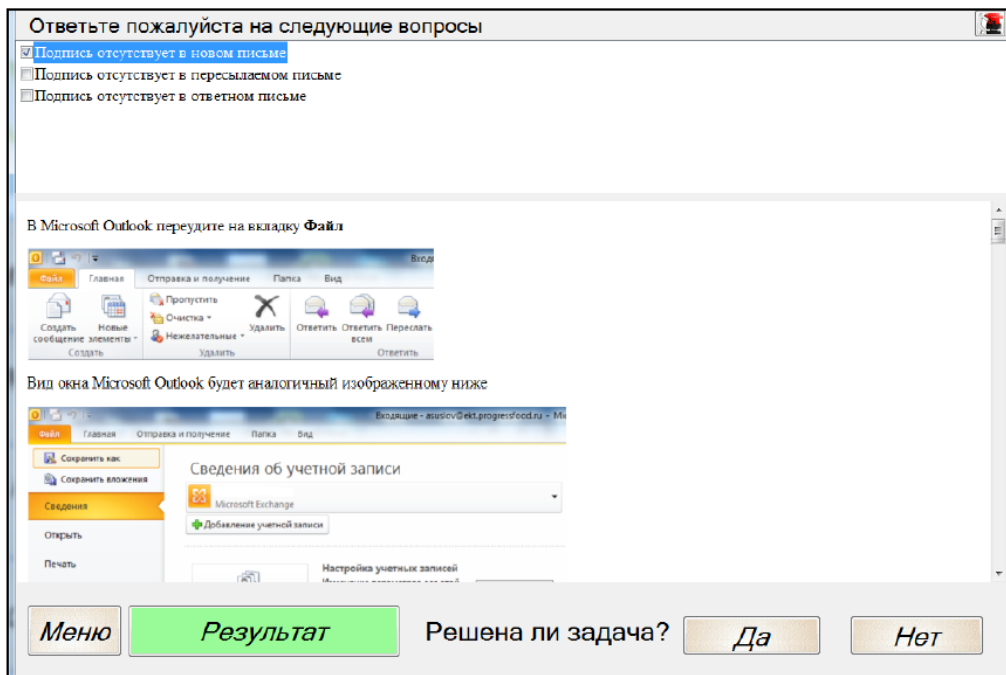 Ответьте пожалуйста на следующие вопросы
Подпись отсутствует в новом письме
Подпись отсутствует в пересылаемом письме
Подпись отсутствует в ответном письме
В Microsoft Outlook переудите на вкладку Файл
Файл Главная Отправка и получение Папка Вид
Пропустить
Очистка
Нежелательные
Создать сообщение
Новые элементы
Удалить
Ответить
Ответить всем
Переслать
Создать Удалить Ответить
Вид окна Microsoft Outlook будет аналогичный изображенному ниже
Входящие - asuslov@ekt.progressfood.ru -
Файл Главная Отправка и получение Папка Вид
Сохранить как
Сохранить вложения
Сведения
Открыть
Печать
Сведения об учетной записи
Microsoft Exchange
Добавление учетной записи
Настройка учетных записей
Меню Результат Решена ли задача? Да Нет